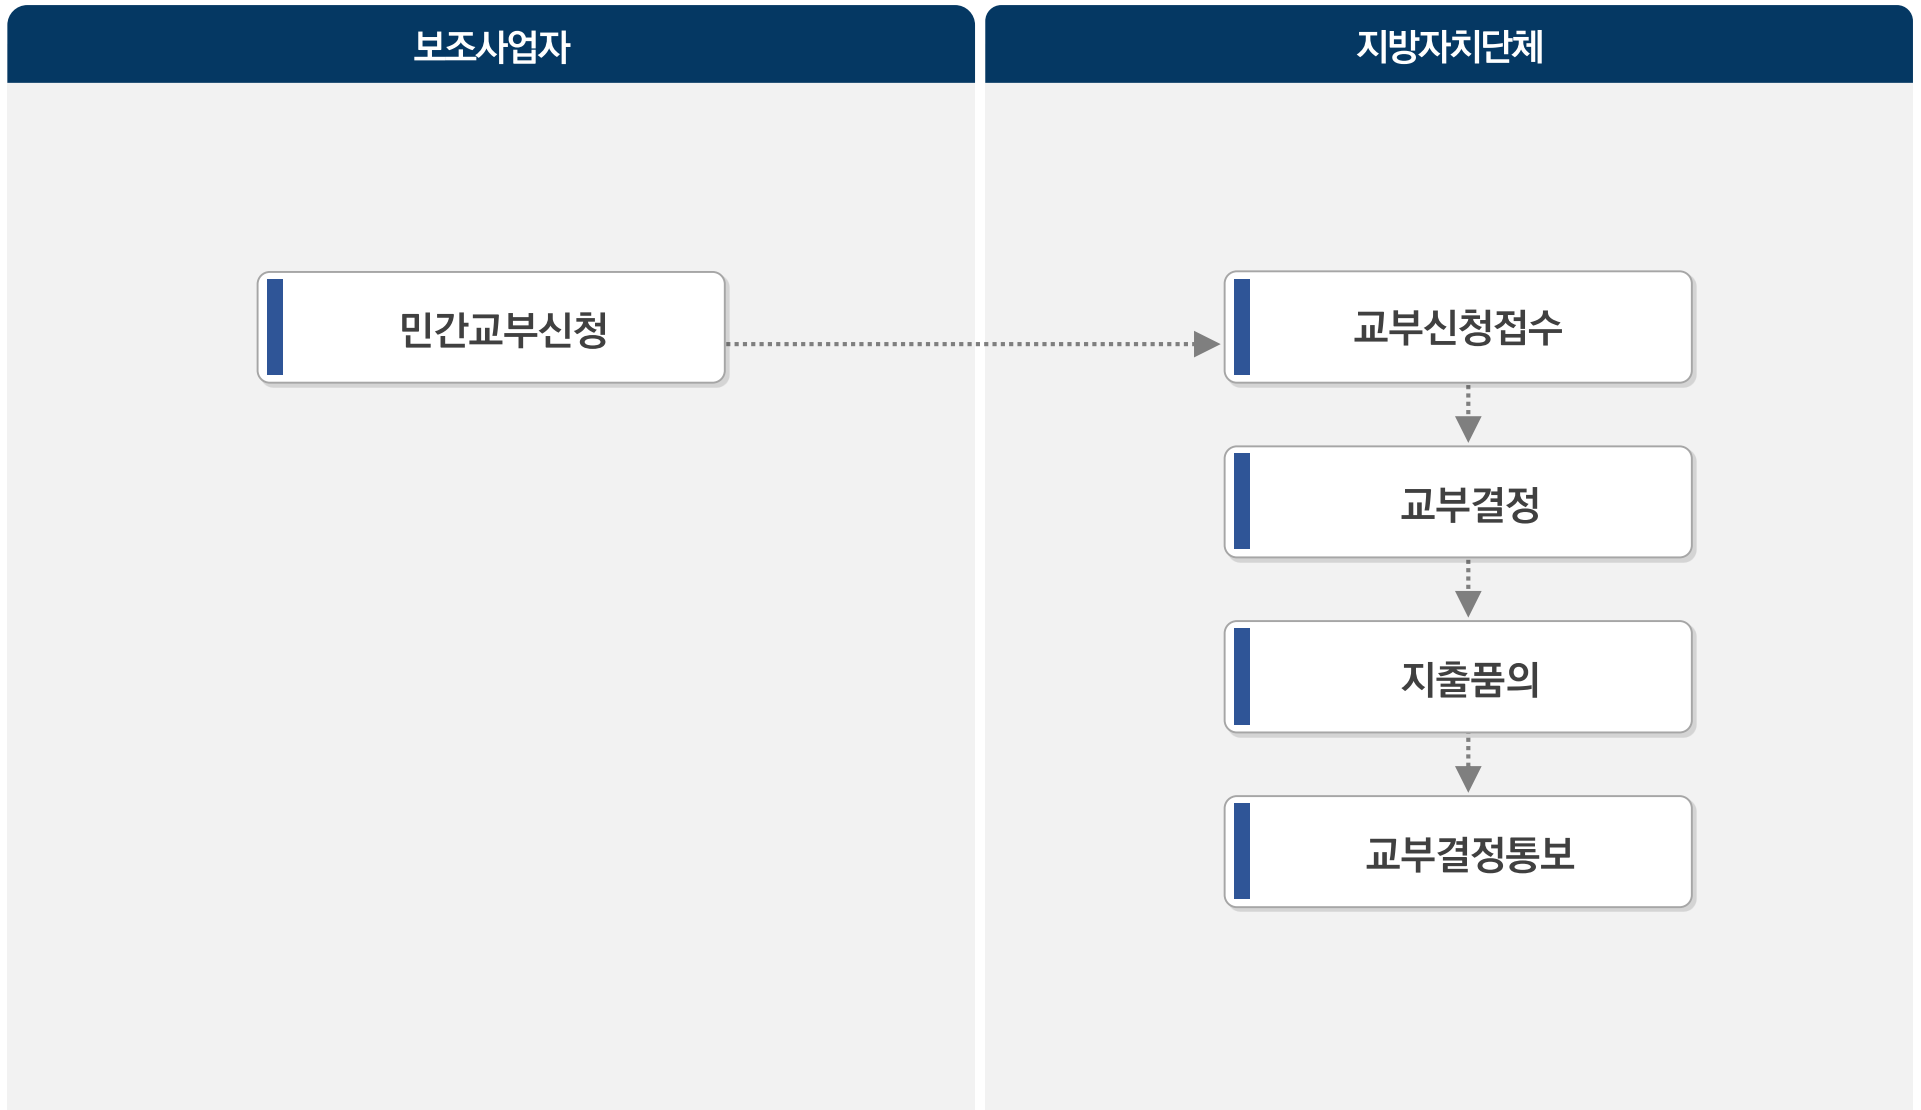 보조사업자
지방자치단체
민간교부신청
교부신청접수
교부결정
지출품의
교부결정통보